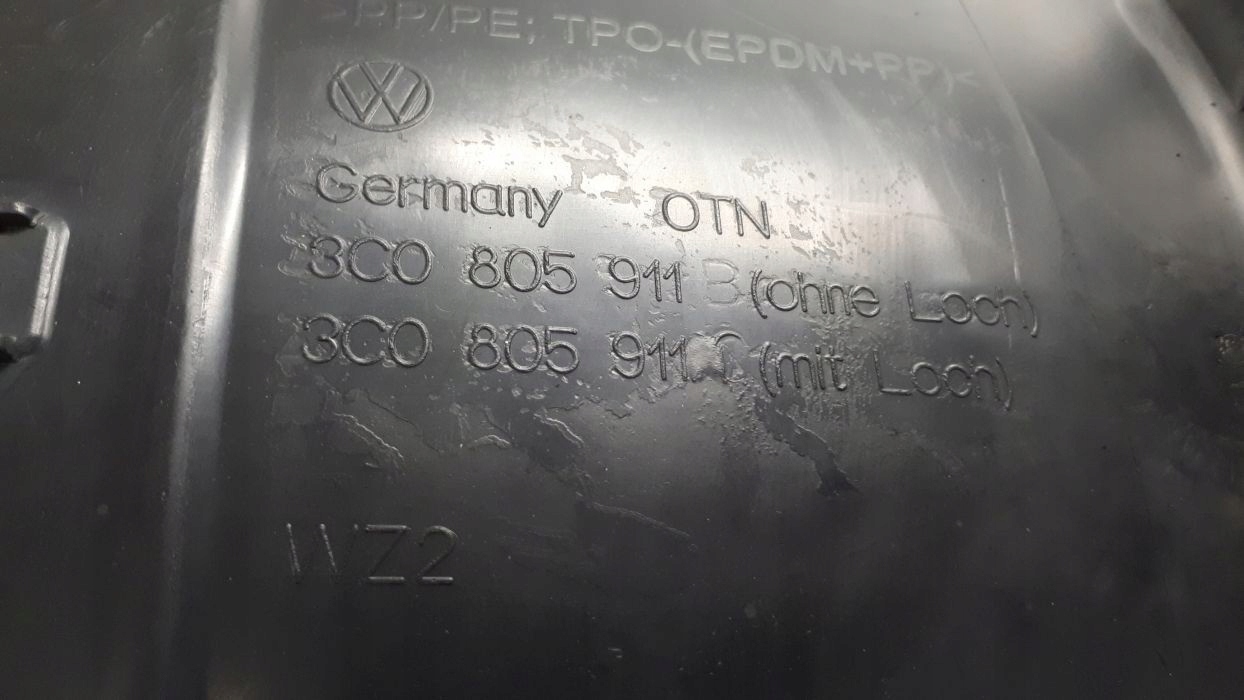 >PP/PE; TPO-(EPDM+PP)<
Germany OTN
3C0 805 911 B (ohne Loch)
3C0 805 911 C (mit Loch)
WZ2